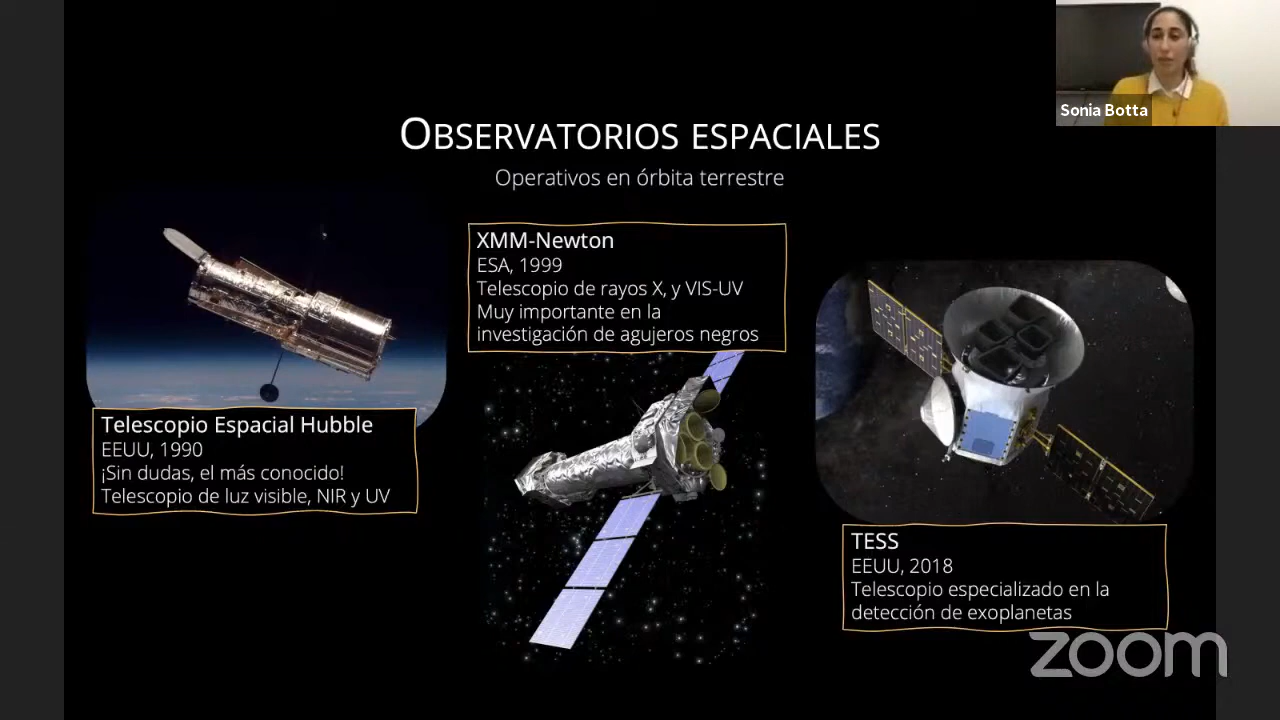 Sonia Botta
OBSERVATORIOS ESPACIALES
Operativos en órbita terrestre
Telescopio Espacial Hubble
EEUU, 1990
¡Sin dudas, el más conocido!
Telescopio de luz visible, NIR y UV
XMM-Newton
ESA, 1999
Telescopio de rayos X, y VIS-UV
Muy importante en la
investigación de agujeros negros
TESS
EEUU, 2018
Telescopio especializado en la
detección de exoplanetas
zoom